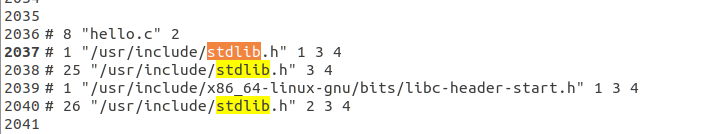 2035
2036 # 8 "hello.c" 2
2037 # 1 "/usr/include/stdlib.h" 1 3 4
2038 # 25 "/usr/include/stdlib.h" 3 4
2039 # 1 "/usr/include/x86_64-linux-gnu/bits/libc-header-start.h" 1 3 4
2040 # 26 "/usr/include/stdlib.h" 2 3 4
2041